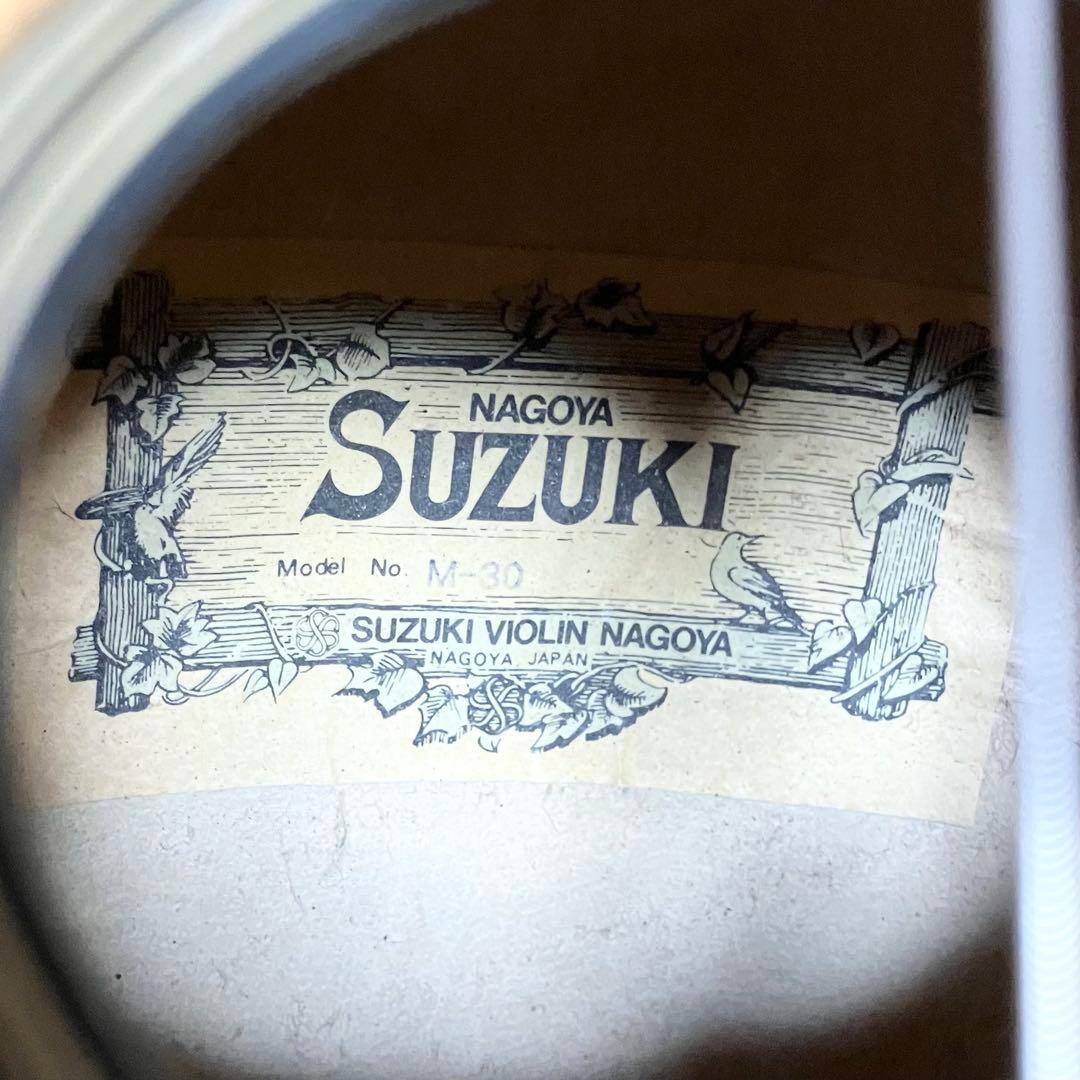 NAGOYA
SUZUKI
Model No. M-30
SUZUKI VIOLIN NAGOYA
NAGOYA, JAPAN